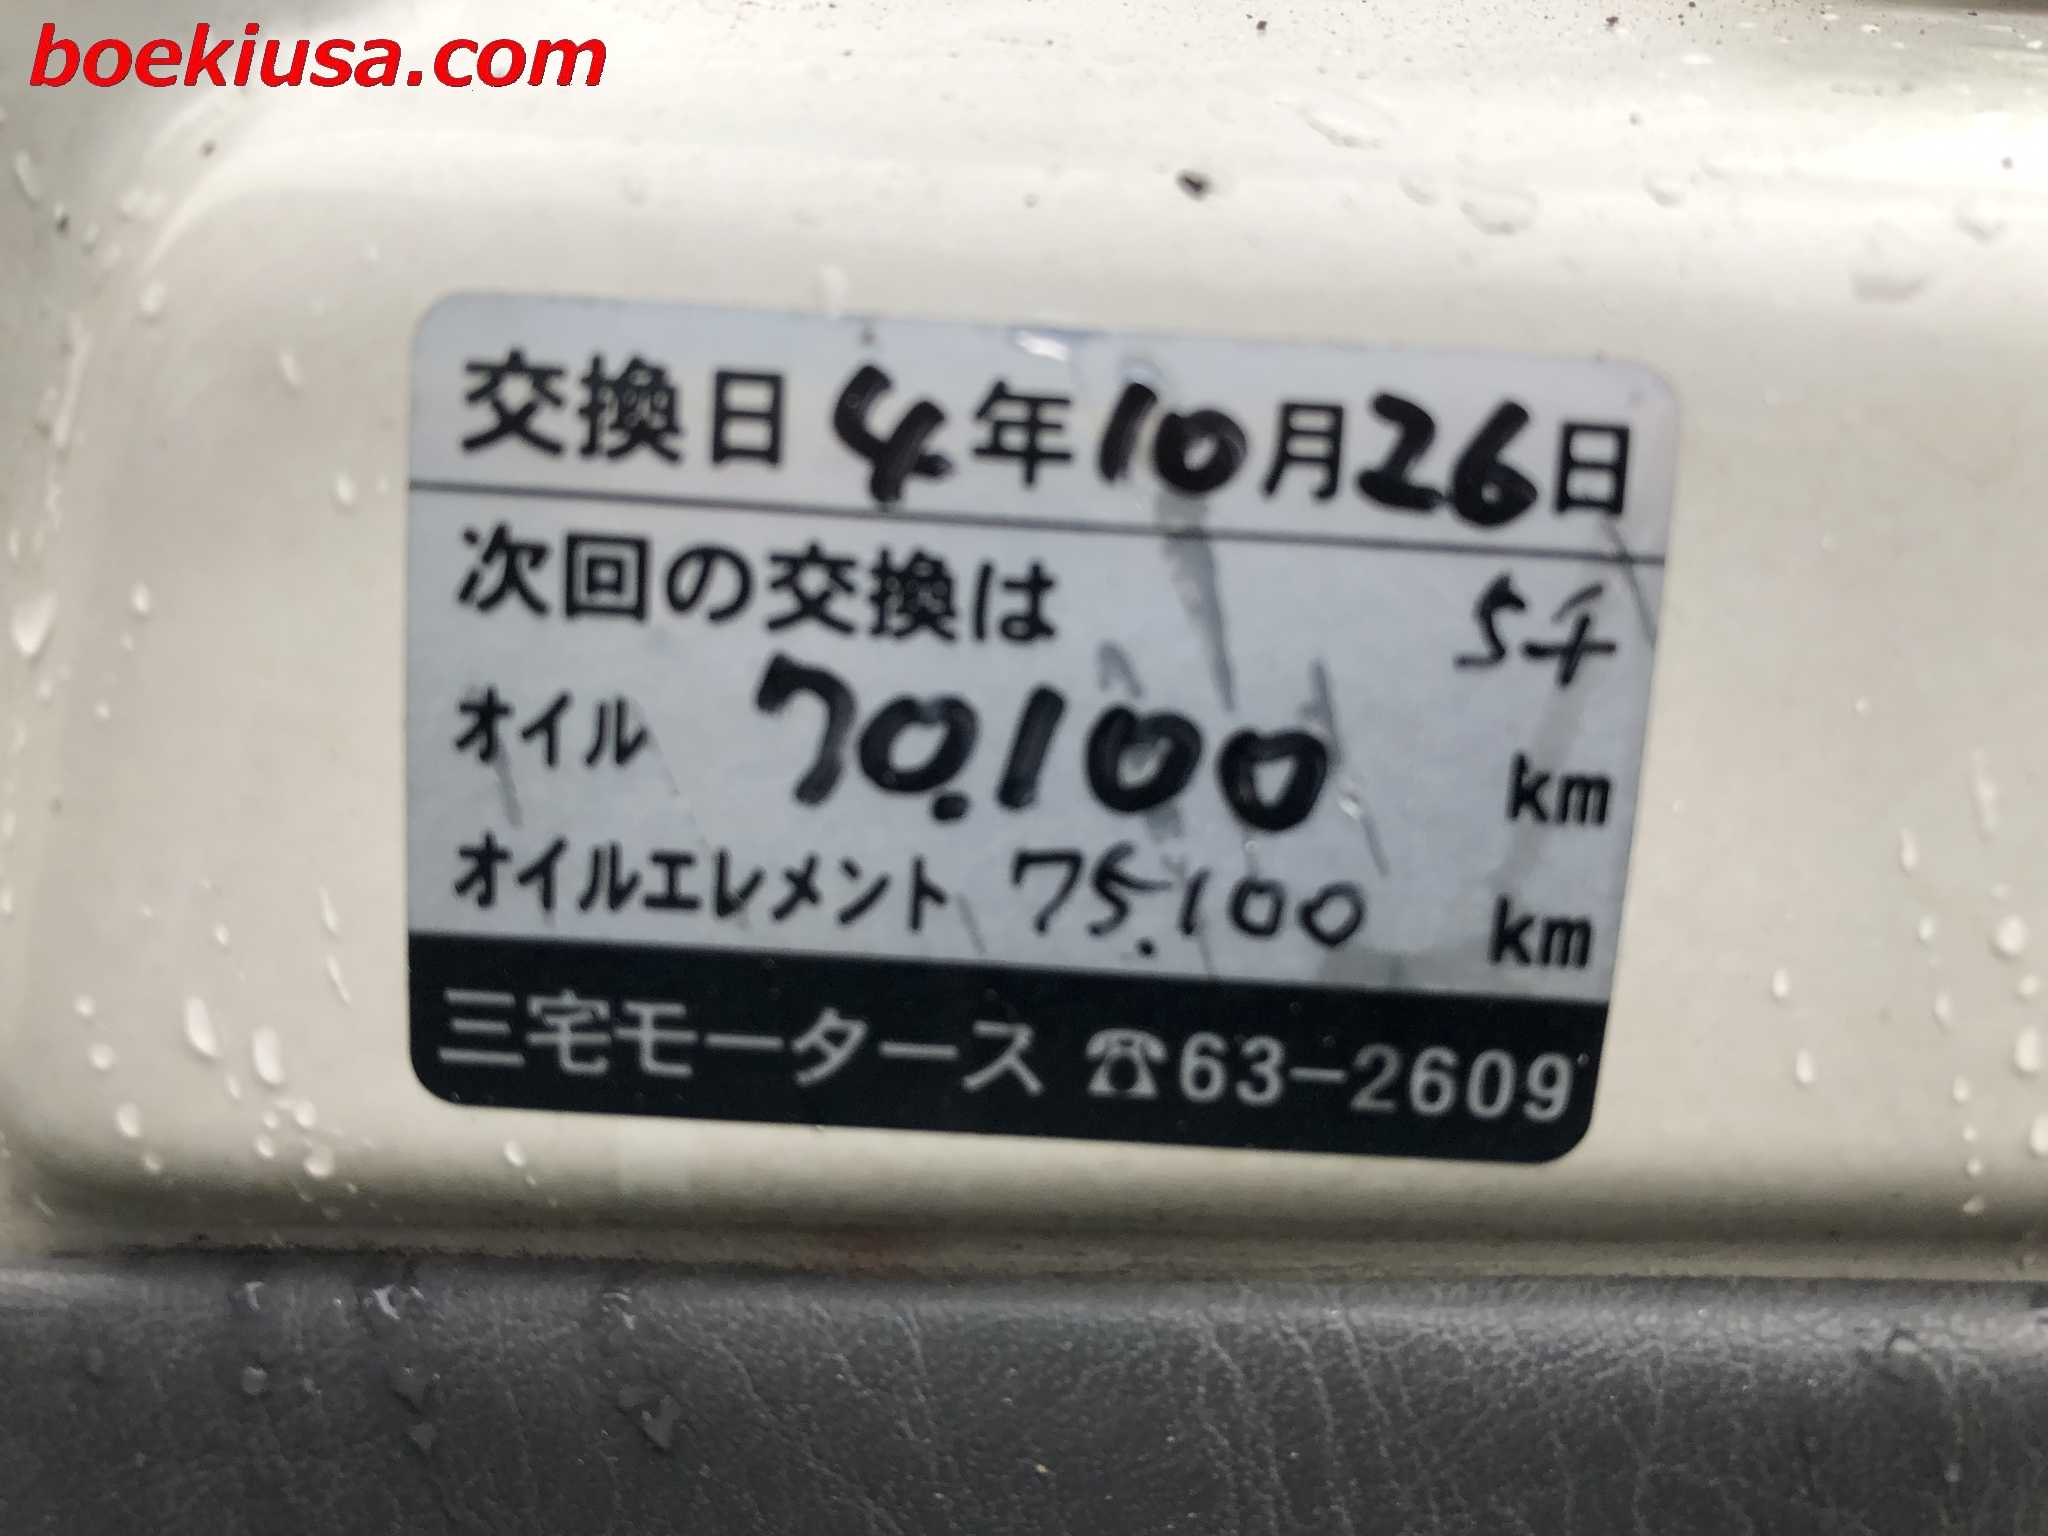 boekiusa.com
交換日 4年10月26日
次回の交換は 5千
オイル 70.100 km
オイルエレメント 75.100 km
三宅モータース ☎63-2609